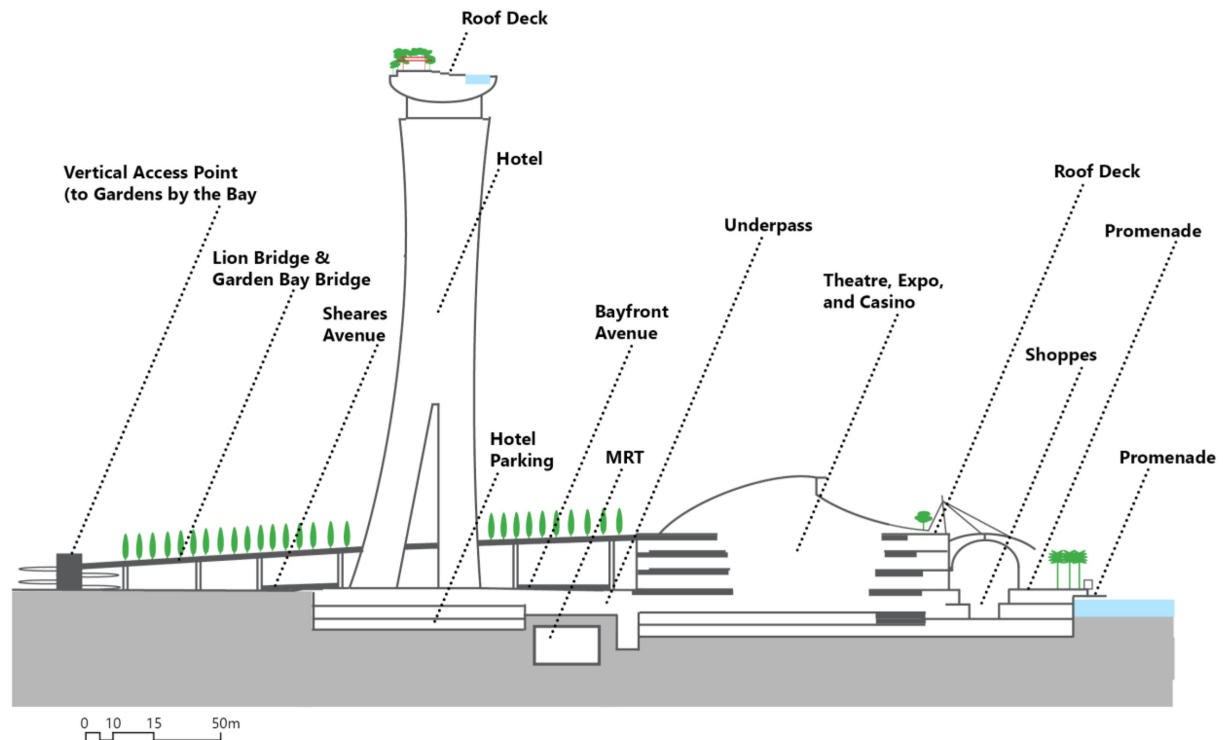 Roof Deck
Hotel
Vertical Access Point
(to Gardens by the Bay
Roof Deck
Underpass
Promenade
Lion Bridge &
Garden Bay Bridge
Theatre, Expo,
and Casino
Sheares
Avenue
Bayfront
Avenue
Shoppes
Hotel
Parking
MRT
Promenade
0 10 15 50m